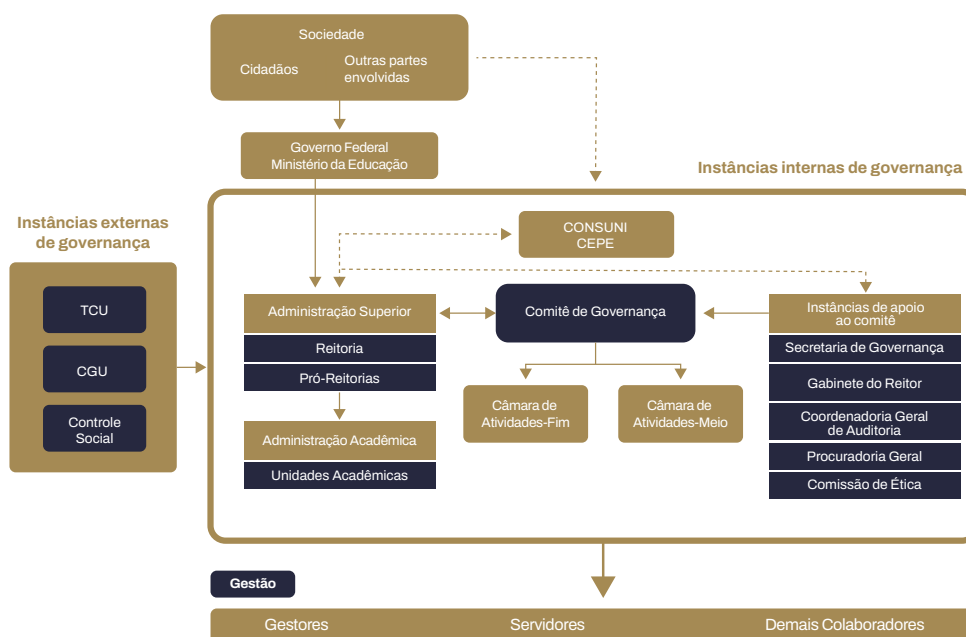 Sociedade
Cidadãos
Outras partes
envolvidas
Governo Federal
Ministério da Educação
Instâncias internas de governança
Instâncias externas
de governança
TCU
CGU
Controle
Social
CONSUNI
CEPE
Administração Superior
Reitoria
Pró-Reitorias
Administração Acadêmica
Unidades Acadêmicas
Comitê de Governança
Câmara de
Atividades-Fim
Câmara de
Atividades-Meio
Instâncias de apoio
ao comitê
Secretaria de Governança
Gabinete do Reitor
Coordenadoria Geral
de Auditoria
Procuradoria Geral
Comissão de Ética
Gestão
Gestores
Servidores
Demais Colaboradores